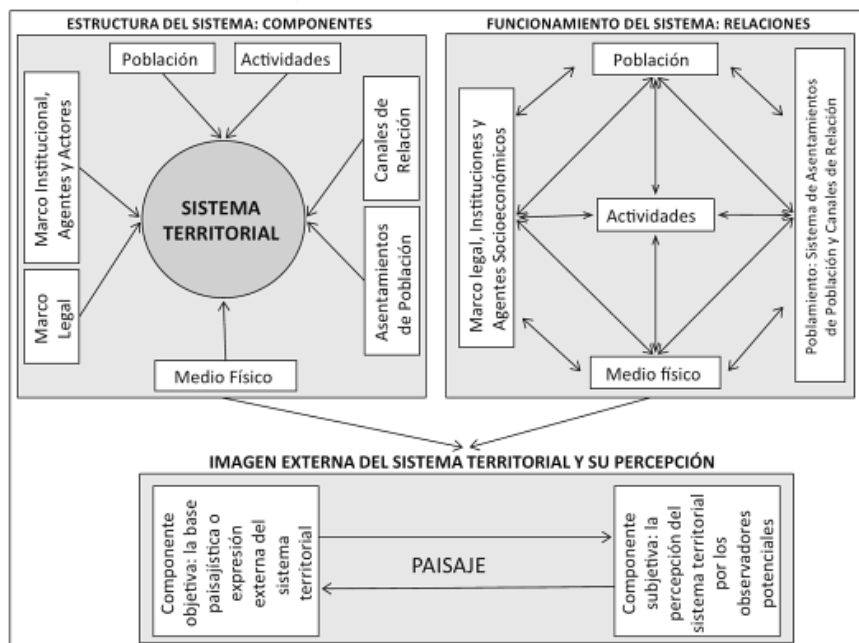 ESTRUCTURA DEL SISTEMA: COMPONENTES
Población
Actividades
Marco Institucional,
Agentes y Actores
Marco
Legal
SISTEMA
TERRITORIAL
Canales de
Relación
Asentamientos
de Población
Medio Físico
FUNCIONAMIENTO DEL SISTEMA: RELACIONES
Población
Marco legal, Instituciones y
Agentes Socioeconómicos
Actividades
Poblamiento: Sistema de Asentamientos
de Población y Canales de Relación
Medio físico
IMAGEN EXTERNA DEL SISTEMA TERRITORIAL Y SU PERCEPCIÓN
Componente
objetiva: la base
paisajística o
expresión
externa del
sistema
territorial
PAISAJE
Componente
subjetiva: la
percepción del
sistema territorial
por los
observadores
potenciales